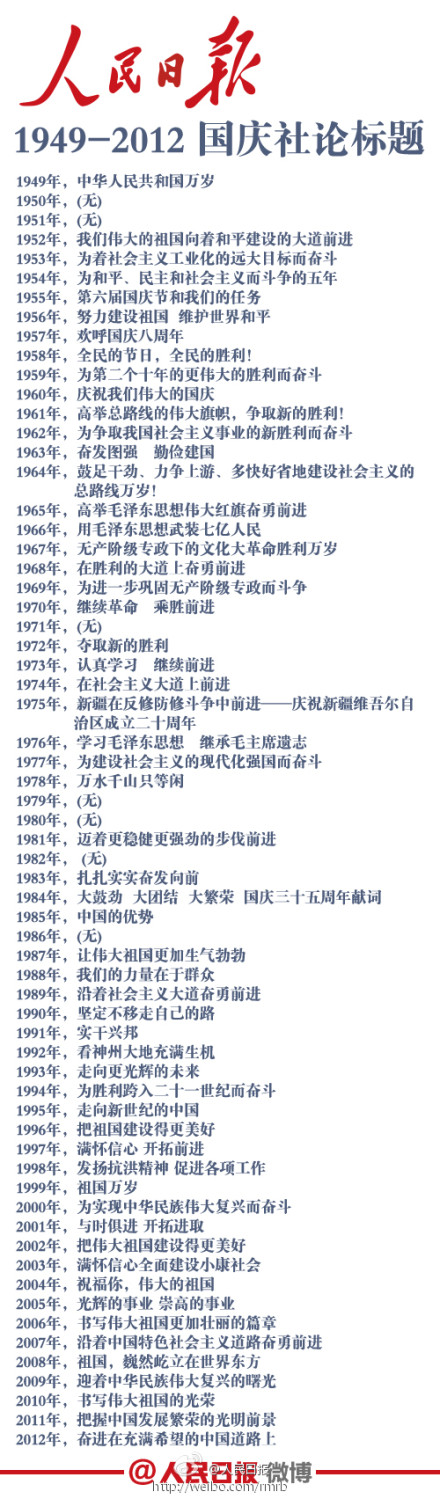 人民日报
1949-2012 国庆社论标题
1949年，中华人民共和国万岁
1950年，(无)
1951年，(无)
1952年，我们伟大的祖国向着和平建设的大道前进
1953年，为着社会主义工业化的远大目标而奋斗
1954年，为和平、民主和社会主义而斗争的五年
1955年，第六届国庆节和我们的任务
1956年，努力建设祖国 维护世界和平
1957年，欢呼国庆八周年
1958年，全民的节日，全民的胜利！
1959年，为第二个十年的更伟大的胜利而奋斗
1960年，庆祝我们伟大的国庆
1961年，高举总路线的伟大旗帜，争取新的胜利！
1962年，为争取我国社会主义事业的新胜利而奋斗
1963年，奋发图强 勤俭建国
1964年，鼓足干劲、力争上游、多快好省地建设社会主义的
总路线万岁！
1965年，高举毛泽东思想伟大红旗奋勇前进
1966年，用毛泽东思想武装七亿人民
1967年，无产阶级专政下的文化大革命胜利万岁
1968年，在胜利的大道上奋勇前进
1969年，为进一步巩固无产阶级专政而斗争
1970年，继续革命 乘胜前进
1971年，(无)
1972年，夺取新的胜利
1973年，认真学习 继续前进
1974年，在社会主义大道上前进
1975年，新疆在反修防修斗争中前进——庆祝新疆维吾尔自
治区成立二十周年
1976年，学习毛泽东思想 继承毛主席遗志
1977年，为建设社会主义的现代化强国而奋斗
1978年，万水千山只等闲
1979年，(无)
1980年，(无)
1981年，迈着更稳健更强劲的步伐前进
1982年， (无)
1983年，扎扎实实奋发向前
1984年，大鼓劲 大团结 大繁荣 国庆三十五周年献词
1985年，中国的优势
1986年，(无)
1987年，让伟大祖国更加生气勃勃
1988年，我们的力量在于群众
1989年，沿着社会主义大道奋勇前进
1990年，坚定不移走自己的路
1991年，实干兴邦
1992年，看神州大地充满生机
1993年，走向更光辉的未来
1994年，为胜利跨入二十一世纪而奋斗
1995年，走向新世纪的中国
1996年，把祖国建设得更美好
1997年，满怀信心 开拓前进
1998年，发扬抗洪精神 促进各项工作
1999年，祖国万岁
2000年，为实现中华民族伟大复兴而奋斗
2001年，与时俱进 开拓进取
2002年，把伟大祖国建设得更美好
2003年，满怀信心全面建设小康社会
2004年，祝福你，伟大的祖国
2005年，光辉的事业 崇高的事业
2006年，书写伟大祖国更加壮丽的篇章
2007年，沿着中国特色社会主义道路奋勇前进
2008年，祖国，巍然屹立在世界东方
2009年，迎着中华民族伟大复兴的曙光
2010年，书写伟大祖国的光荣
2011年，把握中国发展繁荣的光明前景
2012年，奋进在充满希望的中国道路上
@人民日报
@人民日报微博
http://weibo.com/rmrb